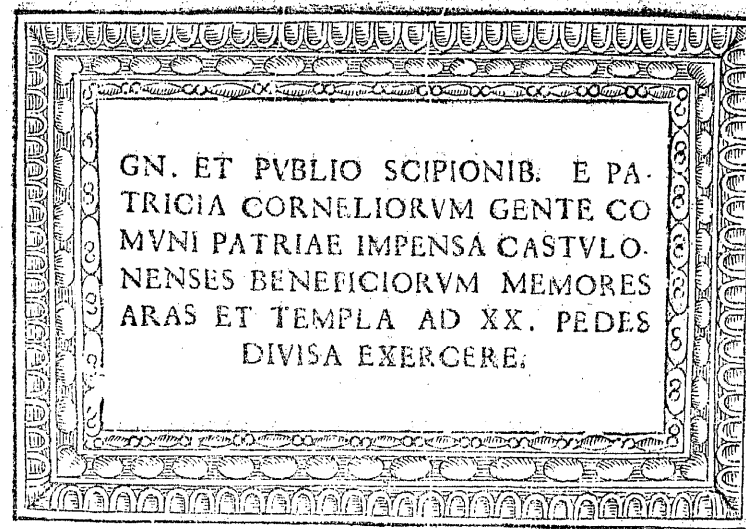 GN. ET PVBLIO SCIPIONIB. E PA-
TRICIA CORNELIORVM GENTE CO
MVNI PATRIAE IMPENSA CASTVLO-
NENSES BENEFICIORVM MEMORES
ARAS ET TEMPLA AD XX. PEDES
DIVISA EXERCERE.